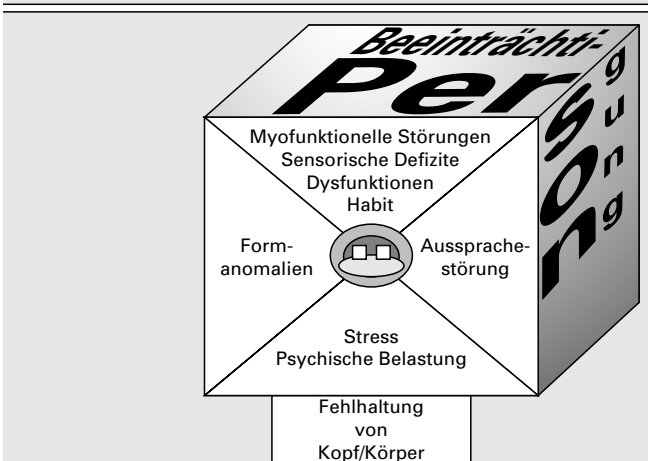 Beeinträchti-
gung
Person
Myofunktionelle Störungen
Sensorische Defizite
Dysfunktionen
Habit
Form-
anomalien
Aussprache-
störung
Stress
Psychische Belastung
Fehlhaltung
von
Kopf/Körper